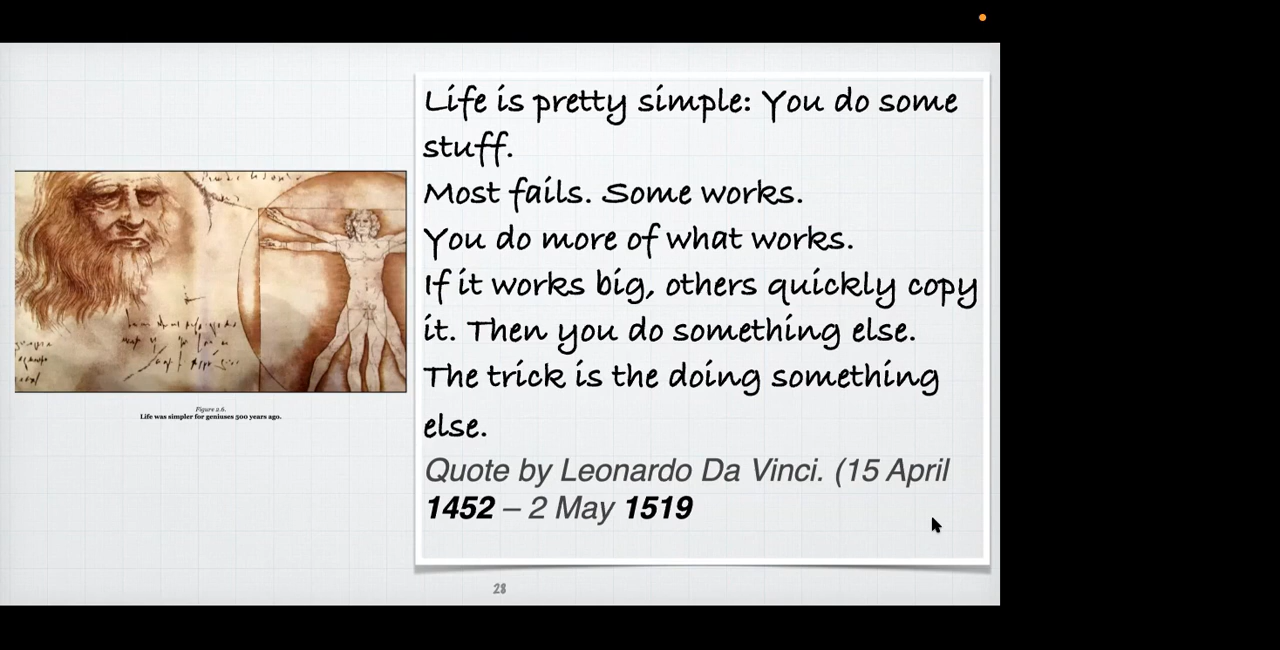 Life is pretty simple: You do some
stuff.
Most fails. Some works.
You do more of what works.
If it works big, others quickly copy
it. Then you do something else.
The trick is the doing something
else.
Quote by Leonardo Da Vinci. (15 April
1452 – 2 May 1519
Figure 2.6.
Life was simpler for geniuses 500 years ago.
28